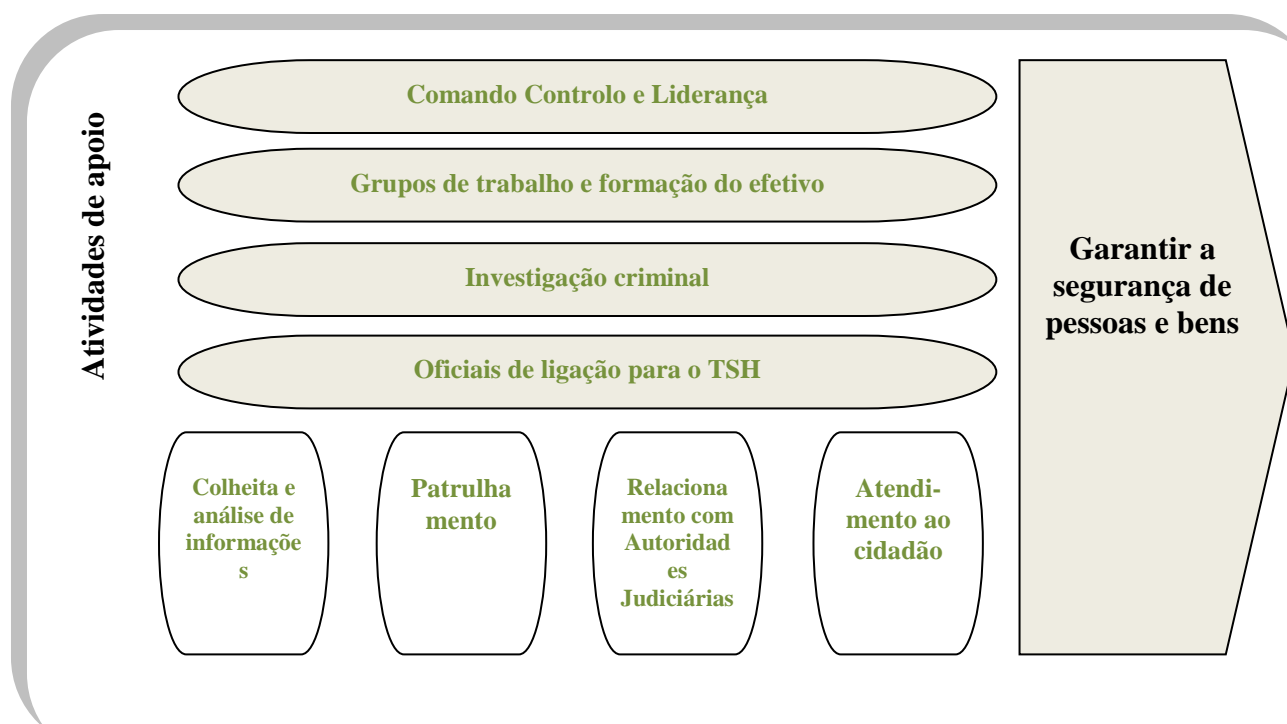 Atividades de apoio
Comando Controlo e Liderança
Grupos de trabalho e formação do efetivo
Investigação criminal
Oficiais de ligação para o TSH
Colheita e
análise de
informaçõe
s
Patrulha
mento
Relaciona
mento com
Autoridad
es
Judiciárias
Atendi-
mento ao
cidadão
Garantir a
segurança de
pessoas e bens